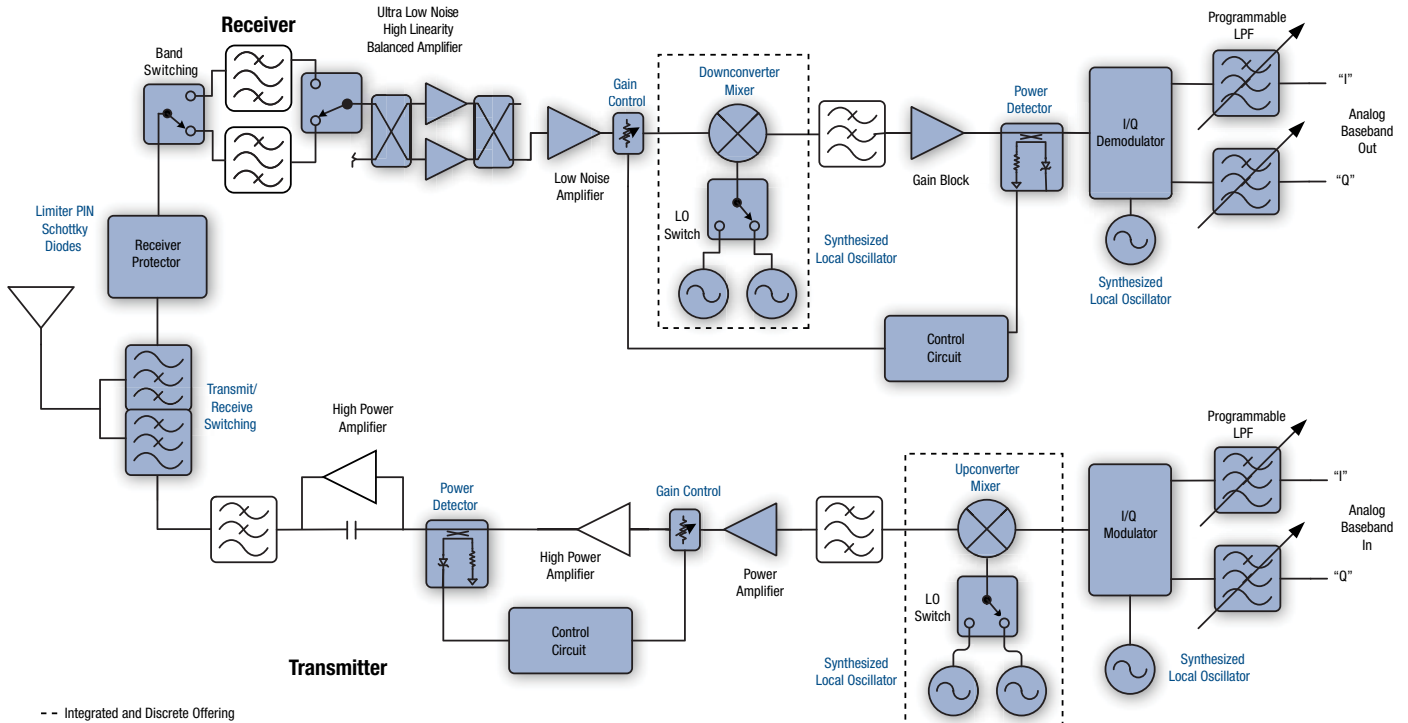 Receiver
Ultra Low Noise
High Linearity
Balanced Amplifier
Band
Switching
Gain
Control
Downconverter
Mixer
Power
Detector
Programmable
LPF
"I"
Analog
Baseband
Out
"Q"
I/Q
Demodulator
Low Noise
Amplifier
LO
Switch
Gain Block
Synthesized
Local Oscillator
Synthesized
Local Oscillator
Limiter PIN
Schottky
Diodes
Receiver
Protector
Control
Circuit
Transmit/
Receive
Switching
High Power
Amplifier
Power
Detector
High Power
Amplifier
Gain Control
Power
Amplifier
Upconverter
Mixer
I/Q
Modulator
Programmable
LPF
"I"
Analog
Baseband
In
"Q"
LO
Switch
Control
Circuit
Synthesized
Local Oscillator
Synthesized
Local Oscillator
Transmitter
-- Integrated and Discrete Offering